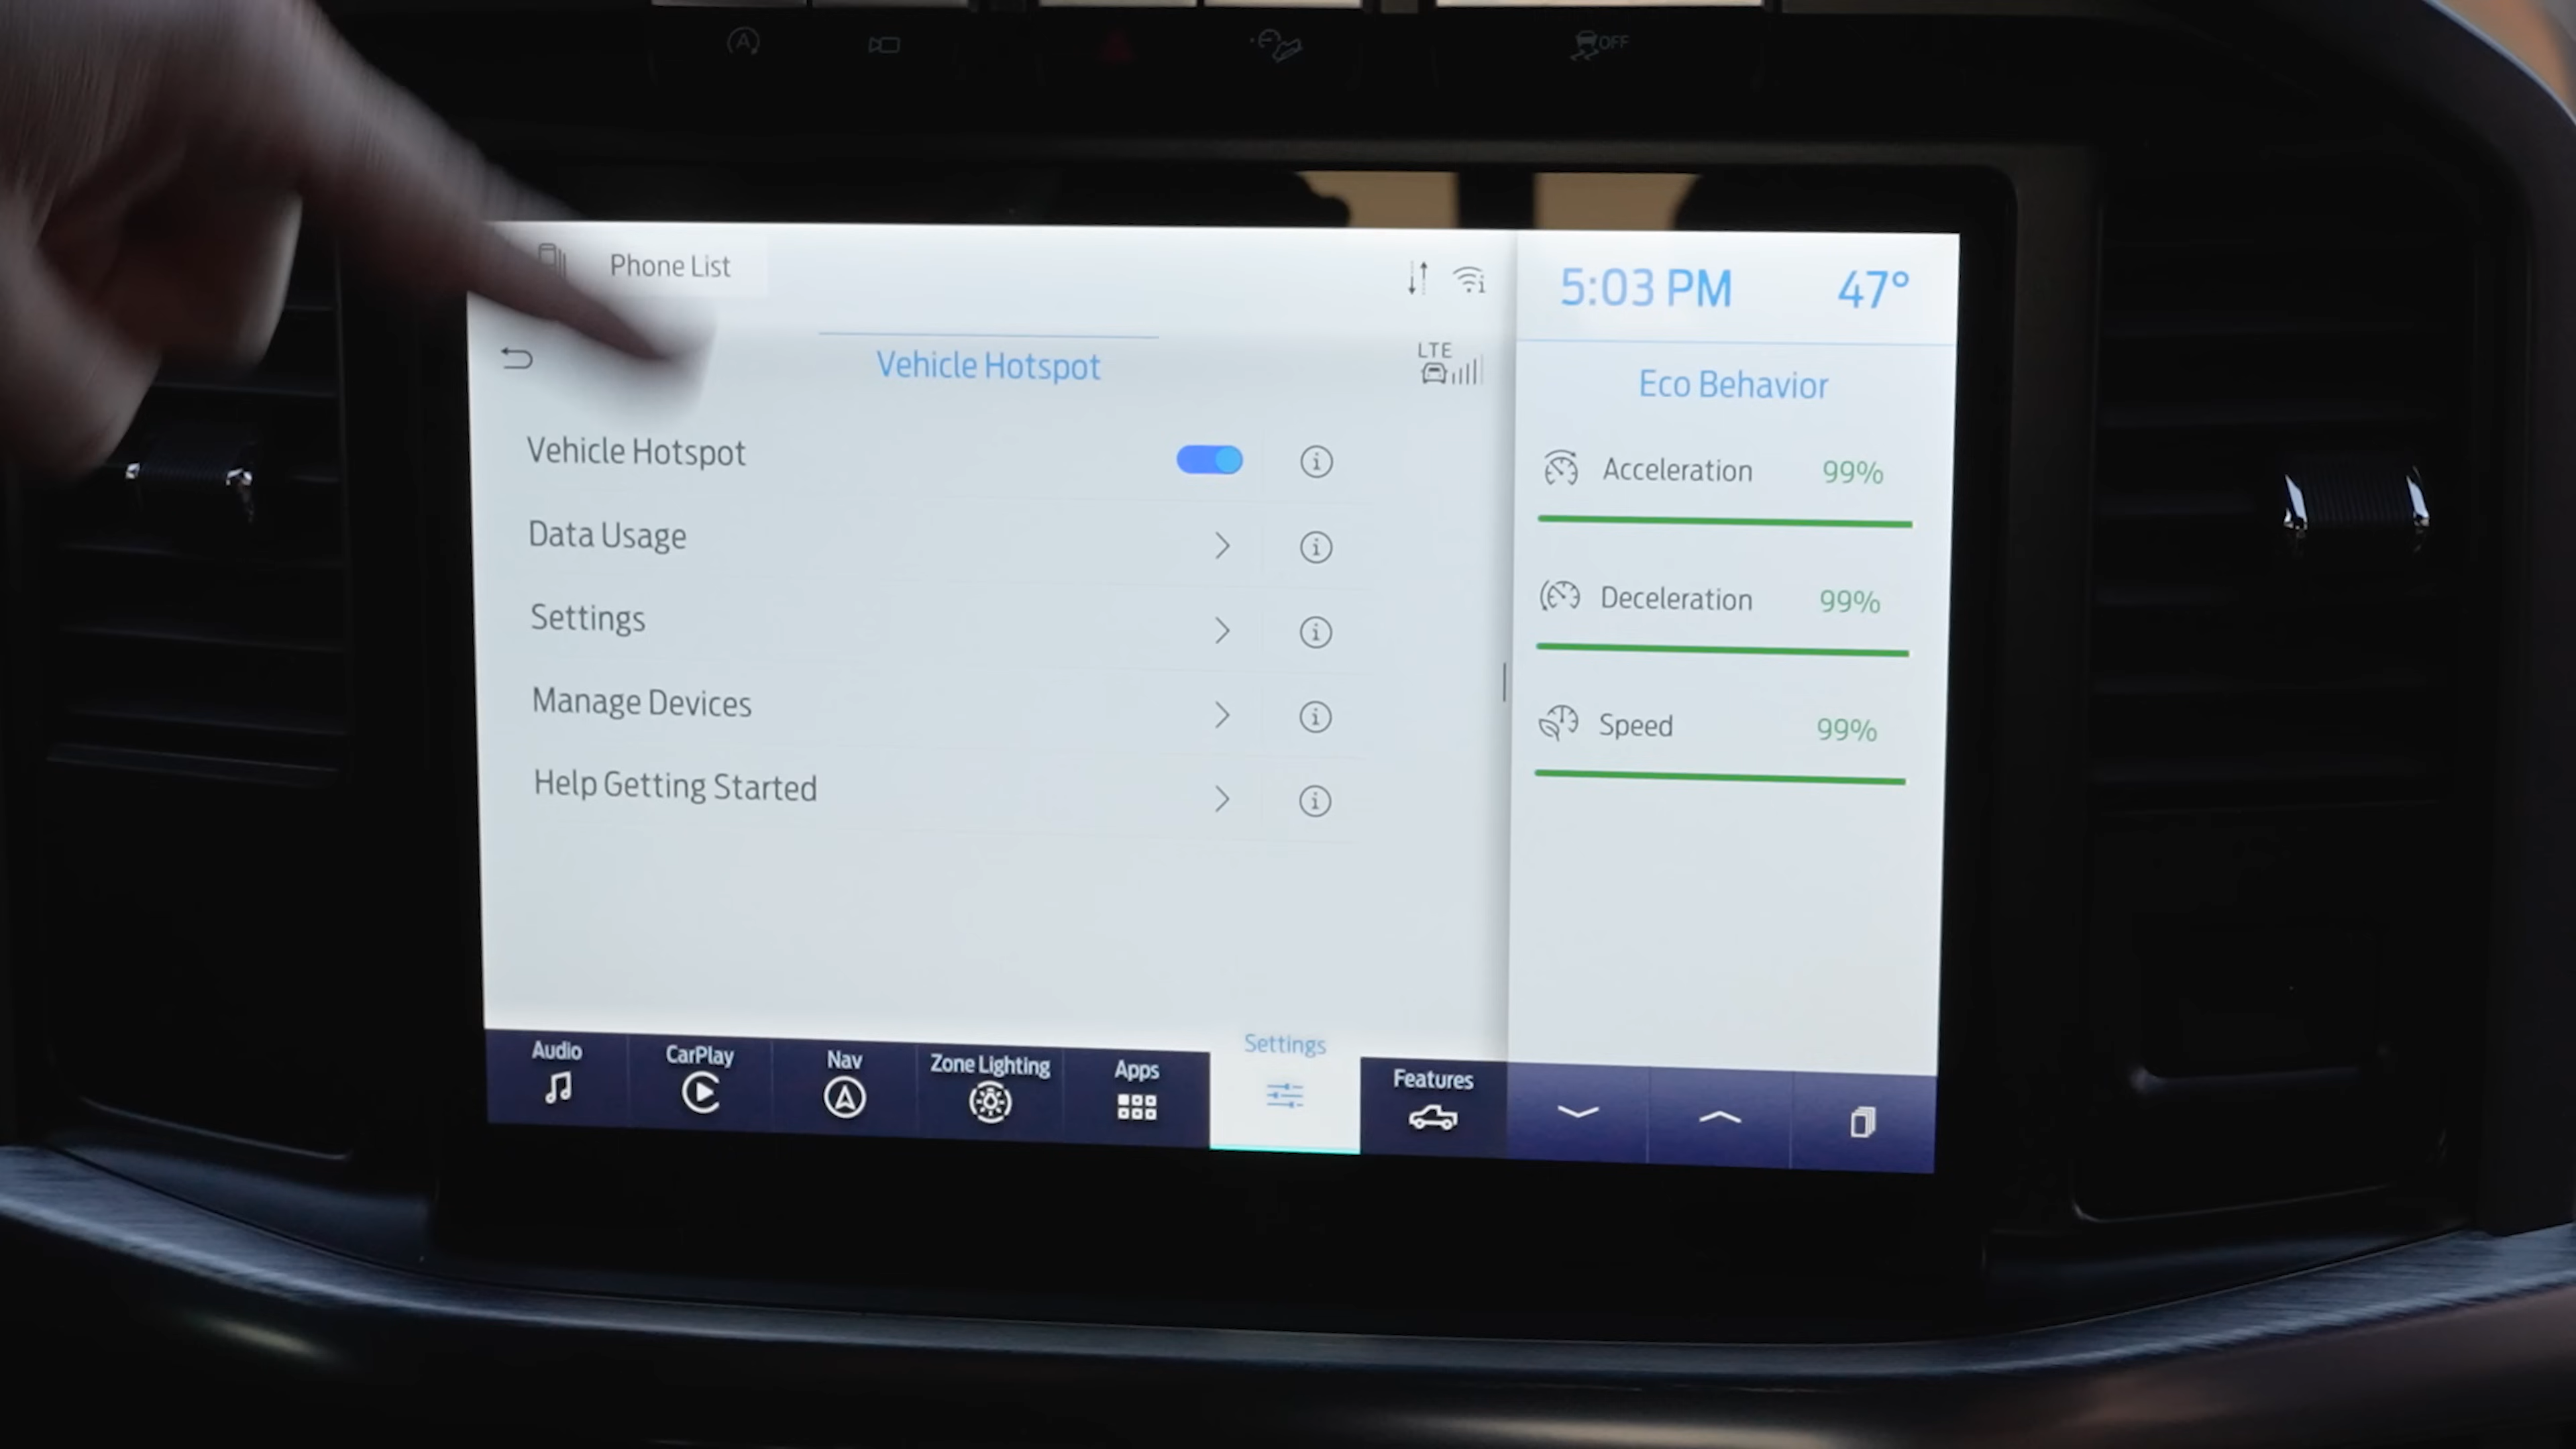 OFF
Phone List
5:03 PM 47°
Vehicle Hotspot
LTE
Eco Behavior
Vehicle Hotspot
Data Usage
Settings
Manage Devices
Help Getting Started
Acceleration 99%
Deceleration 99%
Speed 99%
Audio
CarPlay
Nav
Zone Lighting
Apps
Settings
Features